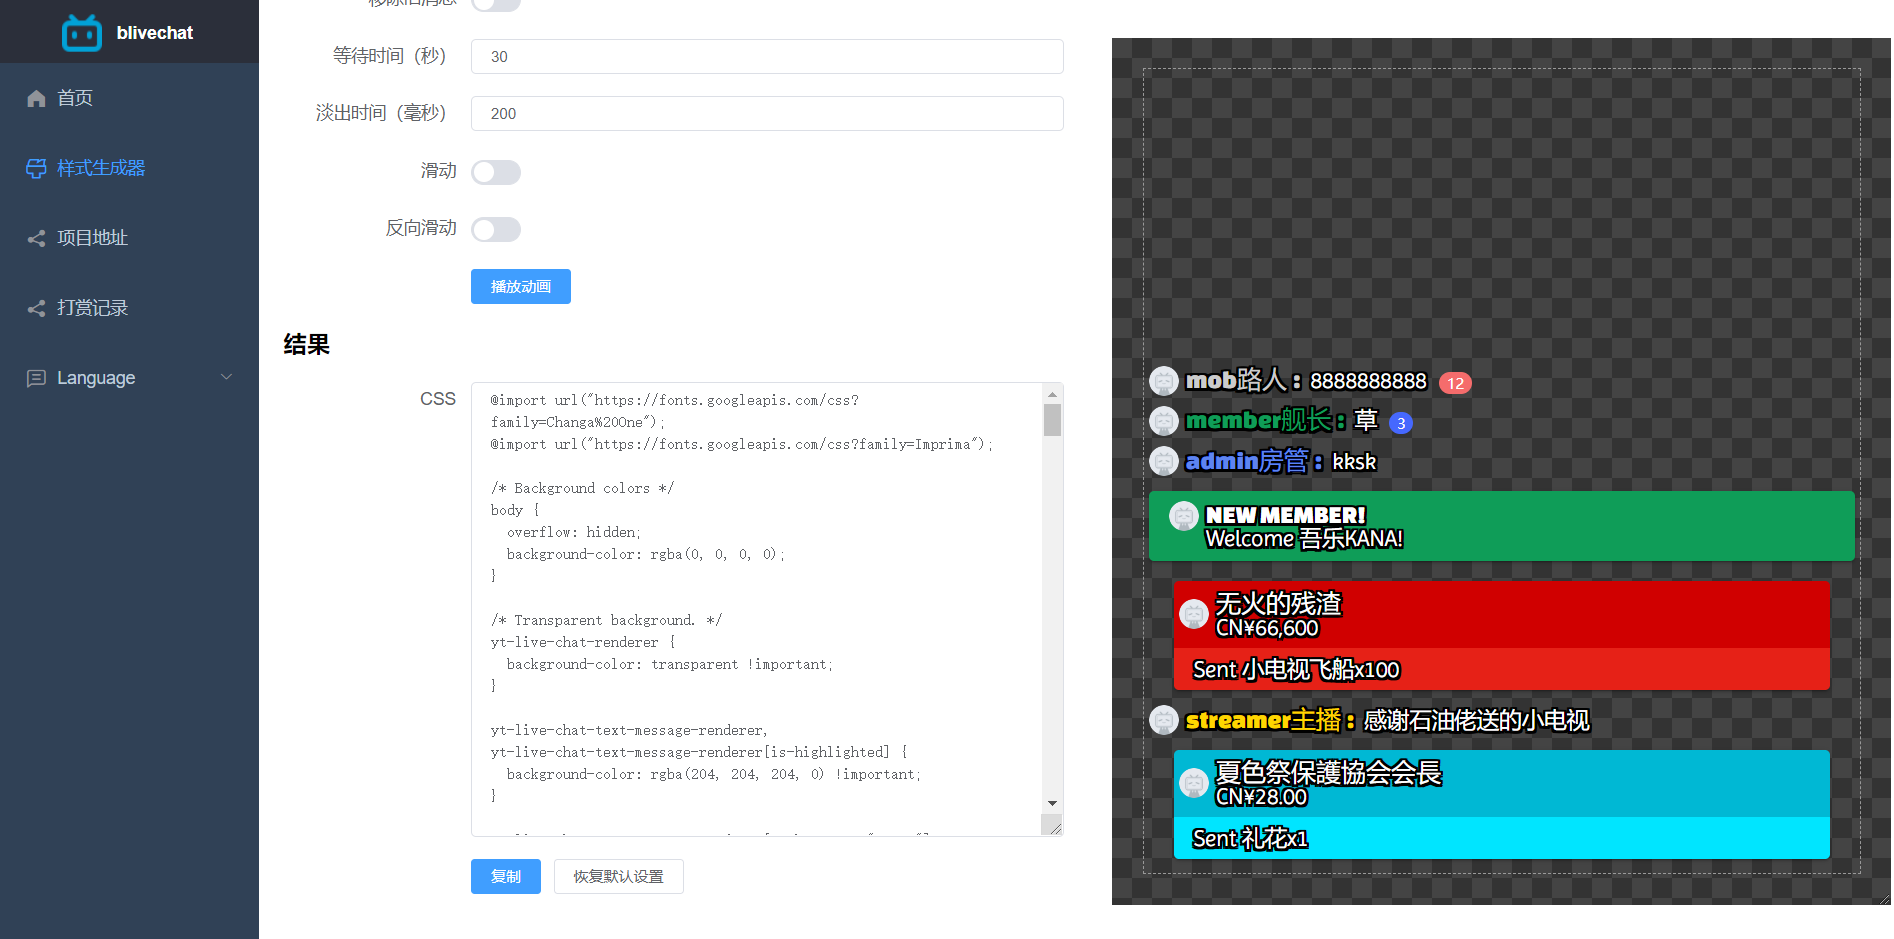 blivechat
首页
样式生成器
项目地址
打赏记录
Language
移除旧消息
等待时间（秒）
30
淡出时间（毫秒）
200
滑动
反向滑动
播放动画
结果
CSS
@import url("https://fonts.googleapis.com/css?
family=Changa%20One");
@import url("https://fonts.googleapis.com/css?family=Imprima");
/* Background colors */
body {
overflow: hidden;
background-color: rgba(0, 0, 0, 0);
}
/* Transparent background. */
yt-live-chat-renderer {
background-color: transparent !important;
}
yt-live-chat-text-message-renderer,
yt-live-chat-text-message-renderer[is-highlighted] {
background-color: rgba(204, 204, 204, 0) !important;
}
复制
恢复默认设置
mob路人：8888888888 12
member舰长：草 3
admin房管：kksk
NEW MEMBER!
Welcome 吾乐KANA!
无火的残渣
CN¥66,600
Sent 小电视飞船x100
streamer主播：感谢石油佬送的小电视
夏色祭保護協会会長
CN¥28.00
Sent 礼花x1